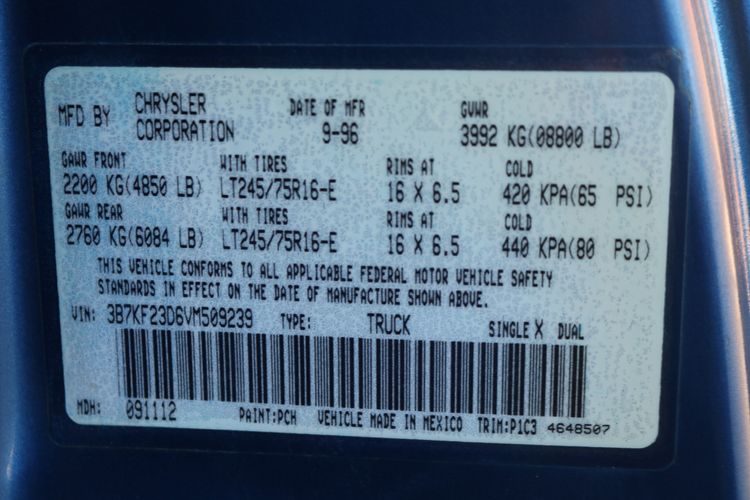 MFD BY CHRYSLER CORPORATION DATE OF MFR 9-96 GVWR 3992 KG(08800 LB)
GAWR FRONT WITH TIRES RIMS AT COLD
2200 KG(4850 LB) LT245/75R16-E 16 X 6.5 420 KPA(65 PSI)
GAWR REAR WITH TIRES RIMS AT COLD
2760 KG(6084 LB) LT245/75R16-E 16 X 6.5 440 KPA(80 PSI)
THIS VEHICLE CONFORMS TO ALL APPLICABLE FEDERAL MOTOR VEHICLE SAFETY
STANDARDS IN EFFECT ON THE DATE OF MANUFACTURE SHOWN ABOVE.
VIN: 3B7KF23D6VM509239 TYPE: TRUCK SINGLE X DUAL
MDH: 091112 PAINT:PCH VEHICLE MADE IN MEXICO TRIM:P1C3 4648507